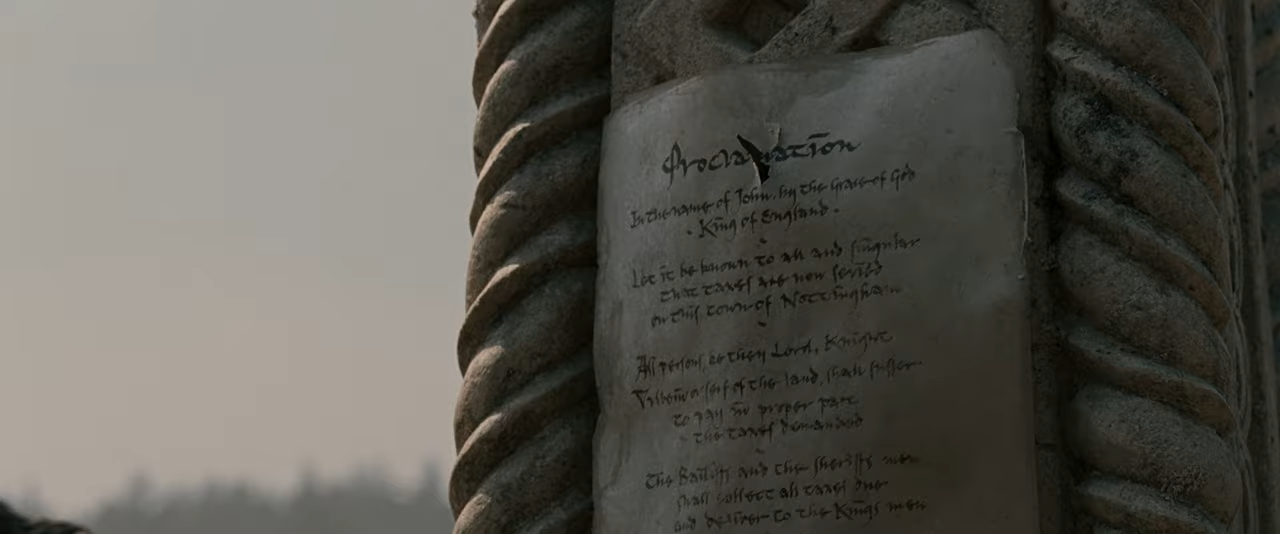 Proclamation
In the name of John, by the Grace of God
King of England.
Let it be known to all and singular
that taxes are now
on this town of Nottingham
All persons, be they Lord, Knight
or serf of the land, shall suffer
to pay proper part
the taxes demanded
The Bailiffs and the sheriffs men
shall collect all taxes due
and deliver to the Kings men